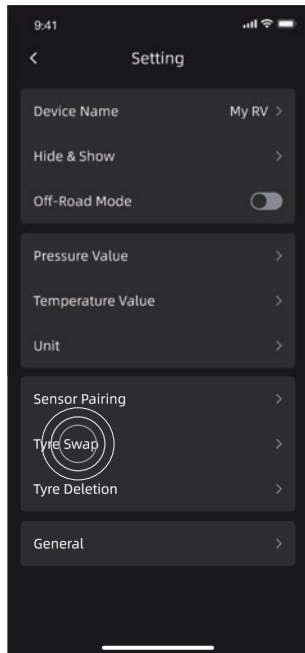 9:41
Setting
Device Name My RV
Hide & Show
Off-Road Mode
Pressure Value
Temperature Value
Unit
Sensor Pairing
Tyre Swap
Tyre Deletion
General